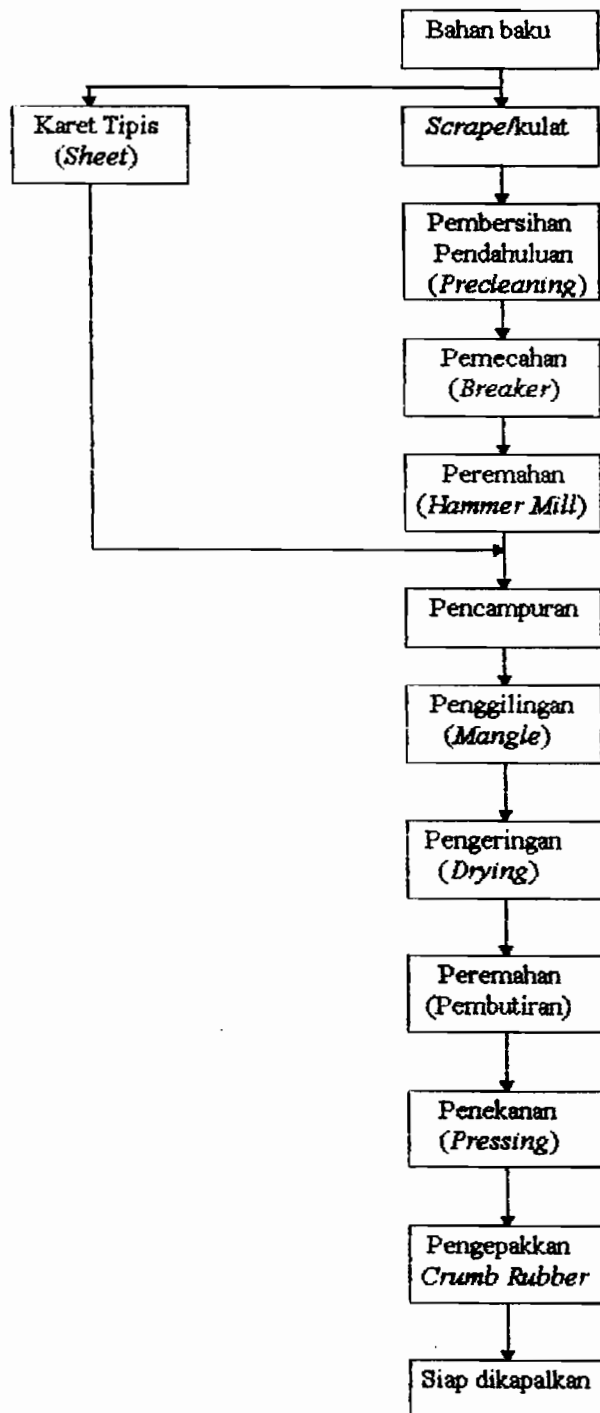 Bahan baku
Karet Tipis
(Sheet)
Scrape/kulat
Pembersihan
Pendahuluan
(Precleaning)
Pemecahan
(Breaker)
Peremahan
(Hammer Mill)
Pencampuran
Penggilingan
(Mangle)
Pengeringan
(Drying)
Peremahan
(Pembutiran)
Penekanan
(Pressing)
Pengepakkan
Crumb Rubber
Siap dikapalkan